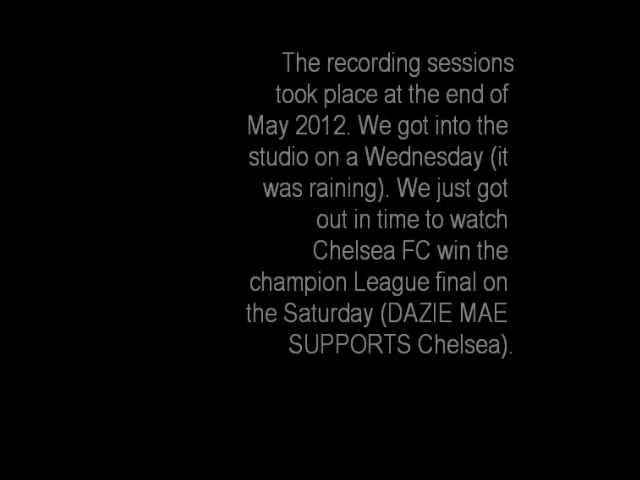 The recording sessions
took place at the end of
May 2012. We got into the
studio on a Wednesday (it
was raining). We just got
out in time to watch
Chelsea FC win the
champion League final on
the Saturday (DAZIE MAE
SUPPORTS Chelsea).